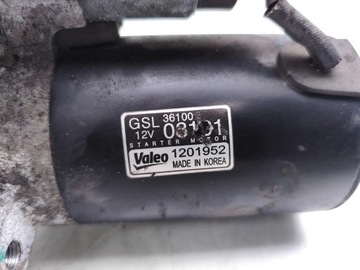 GSL 36100
12V 03101
STARTER MOTOR
Valeo 1201952
MADE IN KOREA